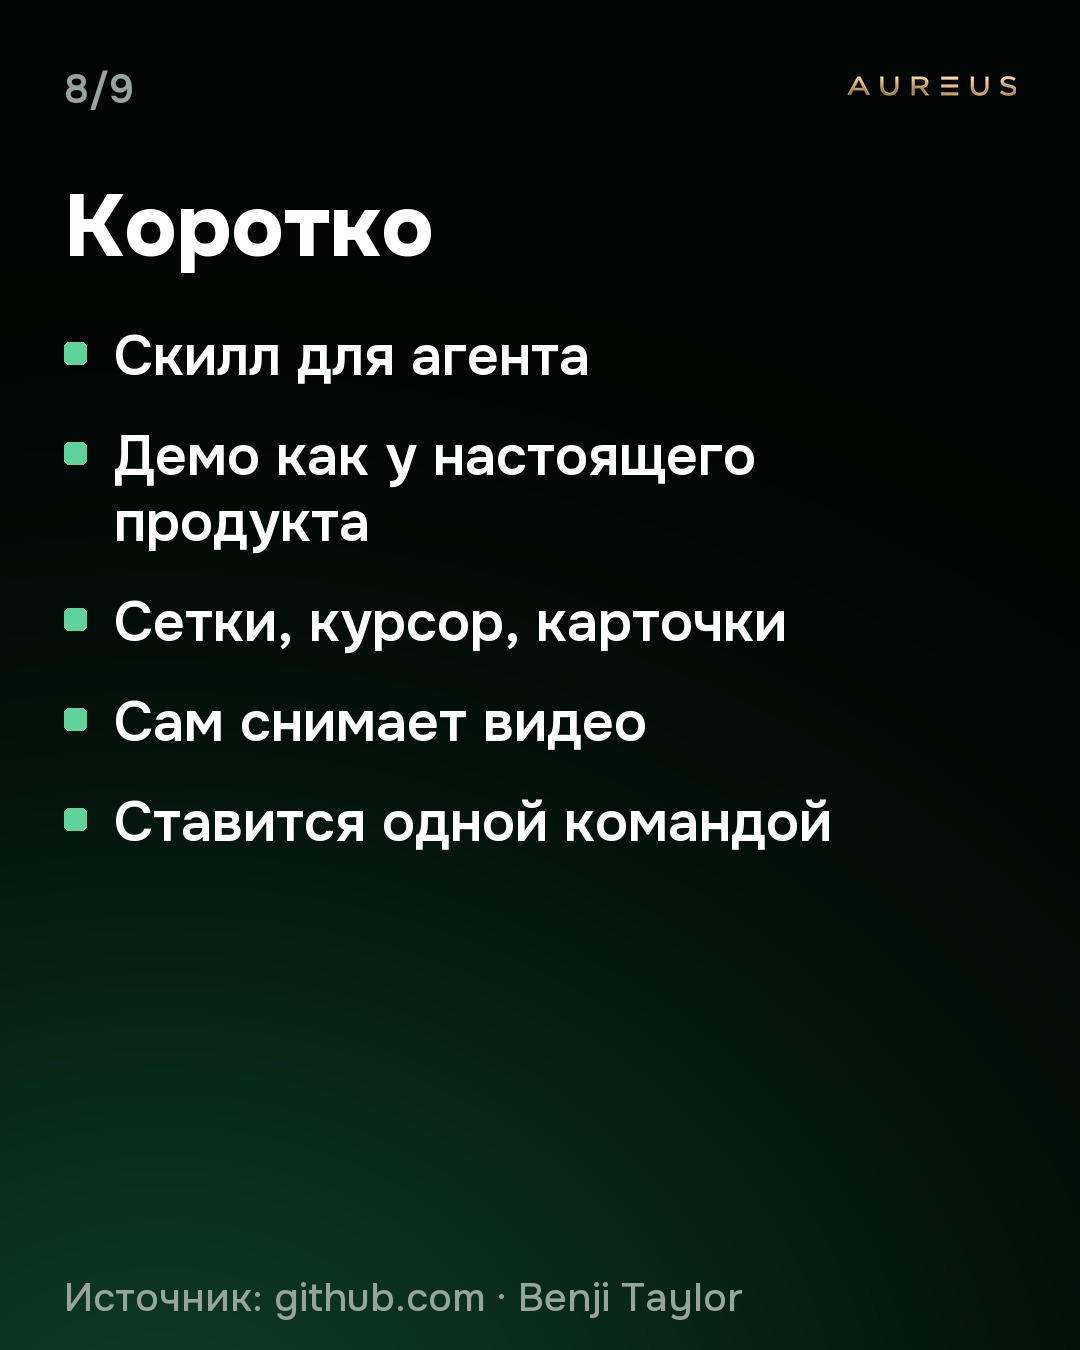 8/9
AUREUS
Коротко
Скилл для агента
Демо как у настоящего
продукта
Сетки, курсор, карточки
Сам снимает видео
Ставится одной командой
Источник: github.com · Benji Taylor